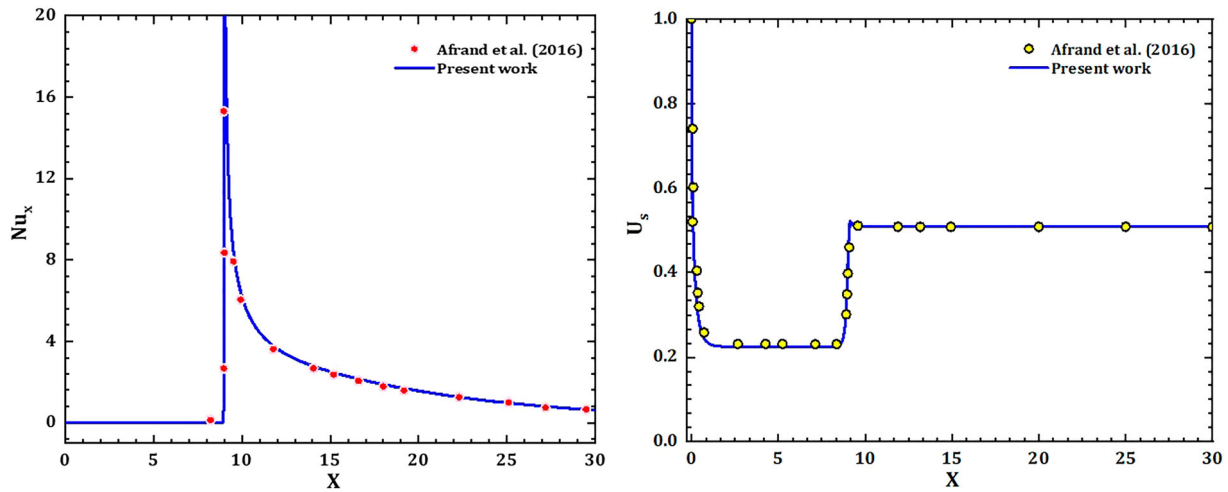 20
16
12
8
4
0
Nuₓ
0 5 10 15 20 25 30
X
Afrand et al. (2016)
Present work
1.0
0.8
0.6
0.4
0.2
0.0
Uₛ
0 5 10 15 20 25 30
X
Afrand et al. (2016)
Present work